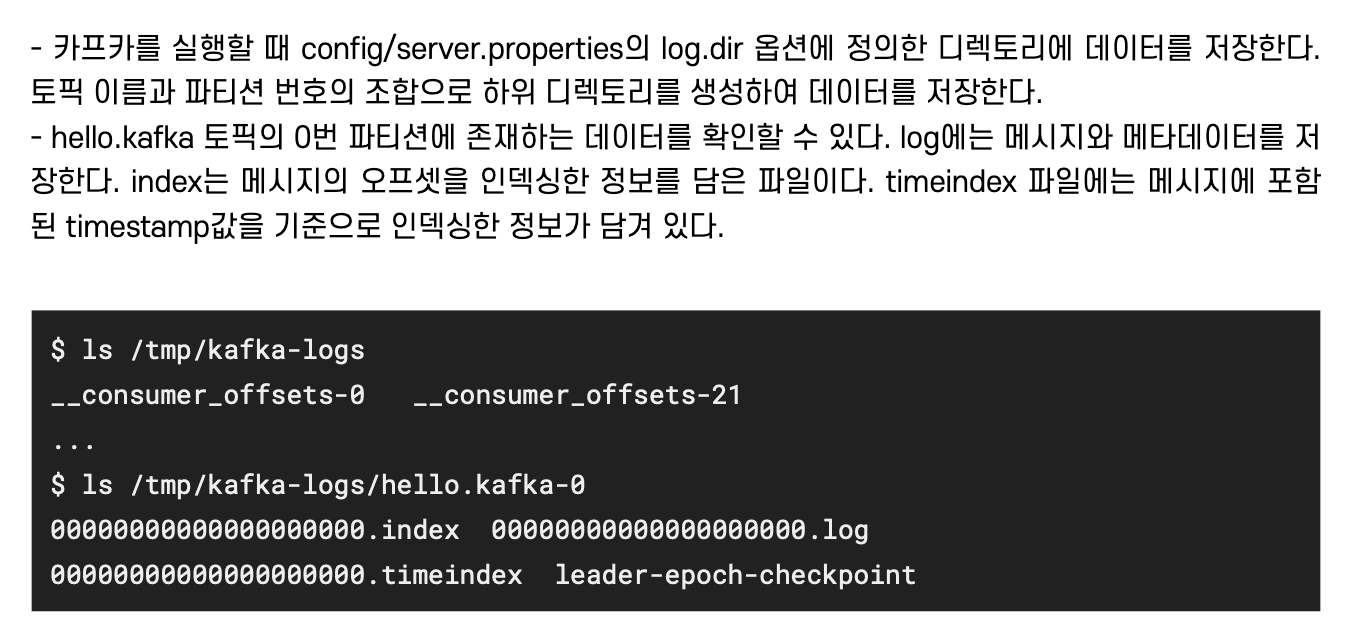 - 카프카를 실행할 때 config/server.properties의 log.dir 옵션에 정의한 디렉토리에 데이터를 저장한다.
토픽 이름과 파티션 번호의 조합으로 하위 디렉토리를 생성하여 데이터를 저장한다.
- hello.kafka 토픽의 0번 파티션에 존재하는 데이터를 확인할 수 있다. log에는 메시지와 메타데이터를 저
장한다. index는 메시지의 오프셋을 인덱싱한 정보를 담은 파일이다. timeindex 파일에는 메시지에 포함
된 timestamp값을 기준으로 인덱싱한 정보가 담겨 있다.
$ ls /tmp/kafka-logs
__consumer_offsets-0   __consumer_offsets-21
...
$ ls /tmp/kafka-logs/hello.kafka-0
00000000000000000000.index  00000000000000000000.log
00000000000000000000.timeindex  leader-epoch-checkpoint